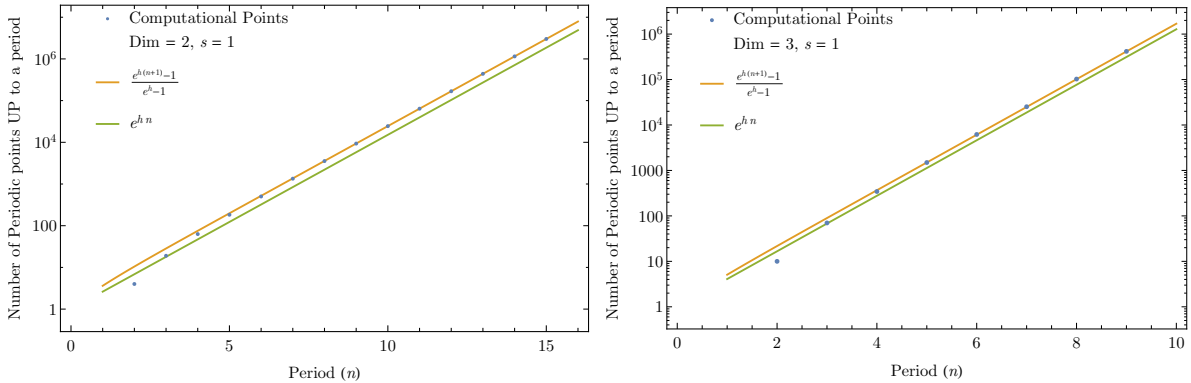 Number of Periodic points UP to a period
Computational Points
Dim = 2, s = 1
\frac{e^{h(n+1)}-1}{e^h-1}
e^{h n}
10^6
10^4
100
1
0
5
10
15
Period (n)
Number of Periodic points UP to a period
Computational Points
Dim = 3, s = 1
\frac{e^{h(n+1)}-1}{e^h-1}
e^{h n}
10^6
10^5
10^4
1000
100
10
1
0
2
4
6
8
10
Period (n)